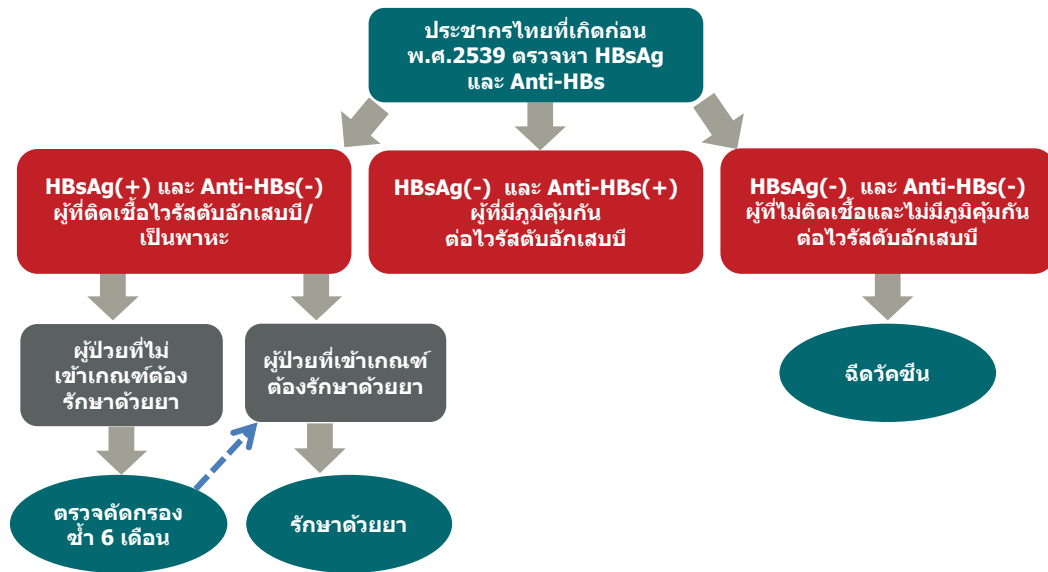 ประชากรไทยที่เกิดก่อน
พ.ศ.2539 ตรวจหา HBsAg
และ Anti-HBs
HBsAg(+) และ Anti-HBs(-)
ผู้ที่ติดเชื้อไวรัสตับอักเสบบี/
เป็นพาหะ
HBsAg(-) และ Anti-HBs(+)
ผู้ที่มีภูมิคุ้มกัน
ต่อไวรัสตับอักเสบบี
HBsAg(-) และ Anti-HBs(-)
ผู้ที่ไม่ติดเชื้อและไม่มีภูมิคุ้มกัน
ต่อไวรัสตับอักเสบบี
ผู้ป่วยที่ไม่
เข้าเกณฑ์ต้อง
รักษาด้วยยา
ผู้ป่วยที่เข้าเกณฑ์
ต้องรักษาด้วยยา
ฉีดวัคซีน
ตรวจคัดกรอง
ซ้ำ 6 เดือน
รักษาด้วยยา